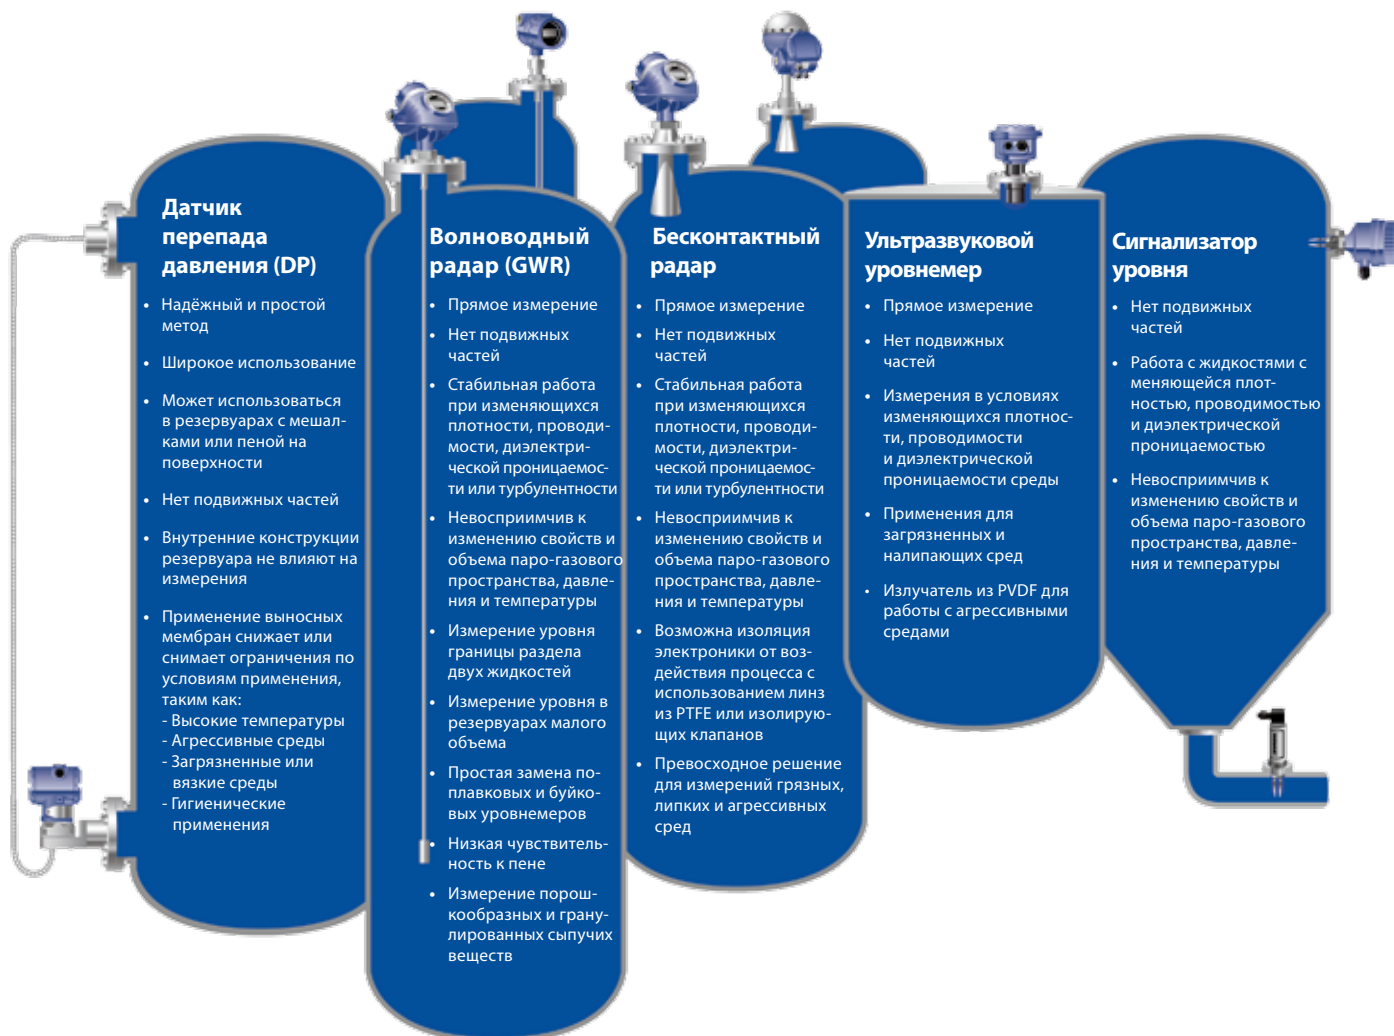 Датчик
перепада
давления (DP)
• Надёжный и простой
метод
• Широкое использование
• Может использоваться
в резервуарах с мешал-
ками или пеной на
поверхности
• Нет подвижных частей
• Внутренние конструкции
резервуара не влияют на
измерения
• Применение выносных
мембран снижает или
снимает ограничения по
условиям применения,
таким как:
- Высокие температуры
- Агрессивные среды
- Загрязненные или
вязкие среды
- Гигиенические
применения
Волноводный
радар (GWR)
• Прямое измерение
• Нет подвижных
частей
• Стабильная работа
при изменяющихся
плотности, проводи-
мости, диэлектри-
ческой проницаемос-
ти или турбулентности
• Невосприимчив к
изменению свойств и
объема паро-газового
пространства, давле-
ния и температуры
• Измерение уровня
границы раздела
двух жидкостей
• Измерение уровня в
резервуарах малого
объема
• Простая замена по-
плавковых и буйко-
вых уровнемеров
• Низкая чувствитель-
ность к пене
• Измерение порош-
кообразных и грану-
лированных сыпучих
веществ
Бесконтактный
радар
• Прямое измерение
• Нет подвижных
частей
• Стабильная работа
при изменяющихся
плотности, проводи-
мости, диэлектри-
ческой проницаемос-
ти или турбулентности
• Невосприимчив к
изменению свойств и
объема паро-газового
пространства, давле-
ния и температуры
• Возможна изоляция
электроники от воз-
действия процесса с
использованием линз
из PTFE или изолирую-
щих клапанов
• Превосходное решение
для измерений грязных,
липких и агрессивных
сред
Ультразвуковой
уровнемер
• Прямое измерение
• Нет подвижных
частей
• Измерения в условиях
изменяющихся плотнос-
ти, проводимости
и диэлектрической
проницаемости среды
• Применения для
загрязненных и
налипающих сред
• Излучатель из PVDF для
работы с агрессивными
средами
Сигнализатор
уровня
• Нет подвижных
частей
• Работа с жидкостями с
меняющейся плот-
ностью, проводимостью
и диэлектрической
проницаемостью
• Невосприимчив к
изменению свойств и
объема паро-газового
пространства, давле-
ния и температуры